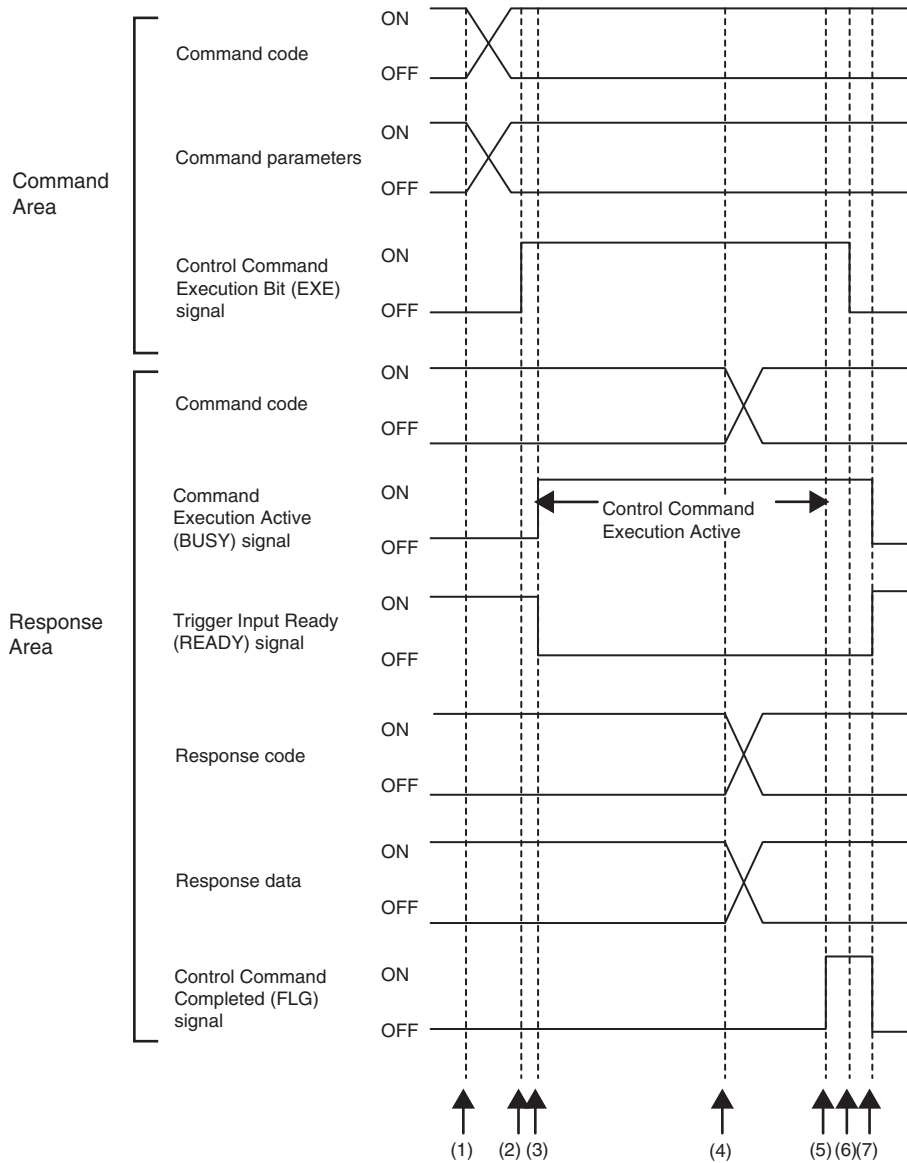 Command
Area
Command code
ON
OFF
Command parameters
ON
OFF
Control Command
Execution Bit (EXE)
signal
ON
OFF
Response
Area
Command code
ON
OFF
Command
Execution Active
(BUSY) signal
ON
OFF
Control Command
Execution Active
Trigger Input Ready
(READY) signal
ON
OFF
Response code
ON
OFF
Response data
ON
OFF
Control Command
Completed (FLG)
signal
ON
OFF
(1) (2) (3) (4) (5) (6) (7)